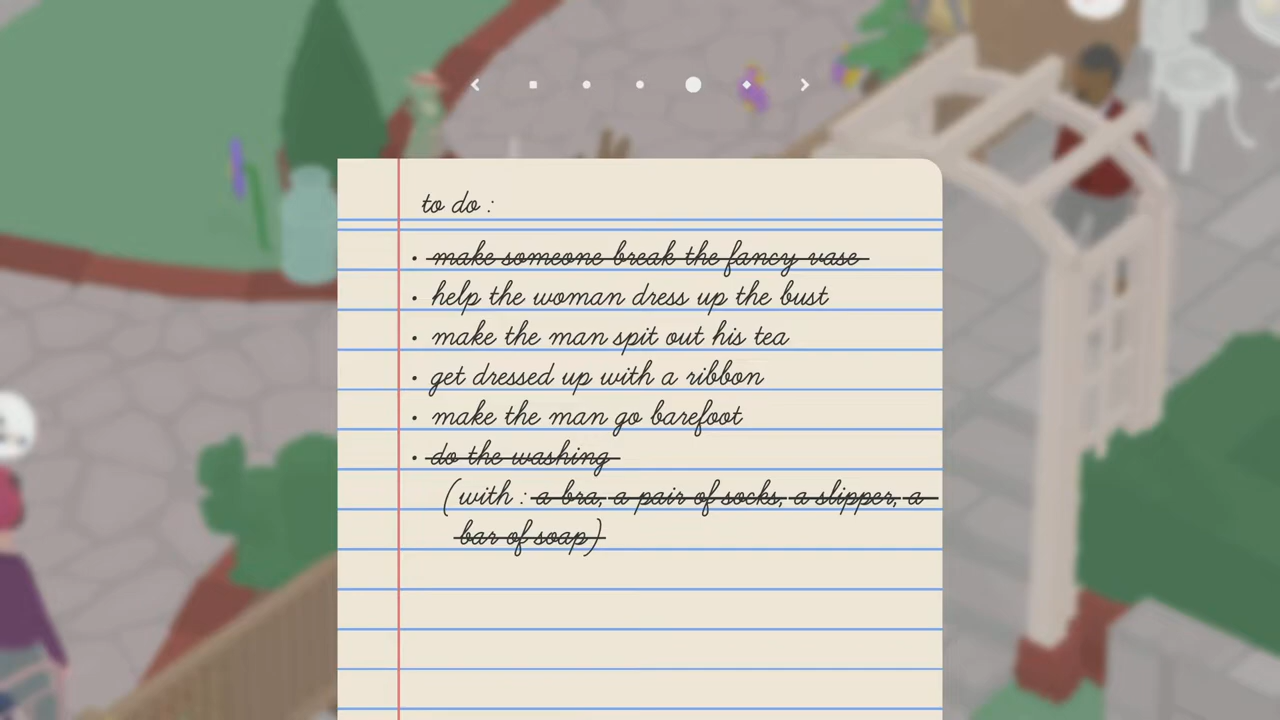 to do :
• make someone break the fancy vase
• help the woman dress up the bust
• make the man spit out his tea
• get dressed up with a ribbon
• make the man go barefoot
• do the washing
(with : a bra, a pair of socks, a slipper, a
bar of soap)